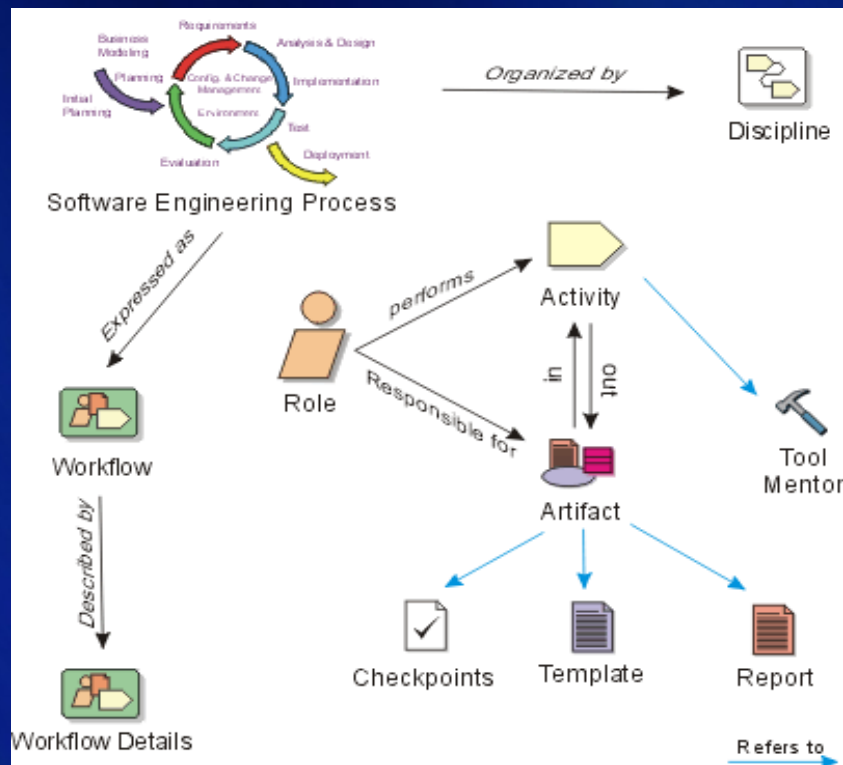 Requirements
Business
Modeling
Analysis & Design
Planning
Config. & Change
Management
Implementation
Initial
Planning
Environment
Test
Evaluation
Deployment
Software Engineering Process
Organized by
Discipline
Expressed as
performs
Activity
Role
Responsible for
in
out
Workflow
Tool
Mentor
Artifact
Described by
Checkpoints
Template
Report
Workflow Details
Refers to